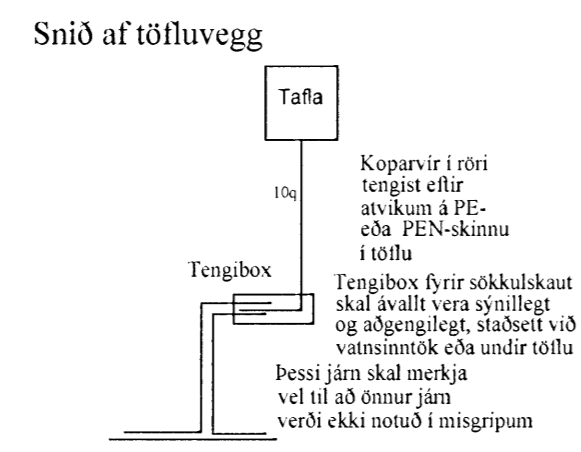 Snið af töfluvegg
Tafla
Koparvír í röri
tengist eftir
atvikum á PE-
eða PEN-skinnu
í töflu
10q
Tengibox
Tengibox fyrir sökkulskaut
skal ávallt vera sýnillegt
og aðgengilegt, staðsett við
vatnsinntök eða undir töflu
Þessi járn skal merkja
vel til að önnur járn
verði ekki notuð í misgripum